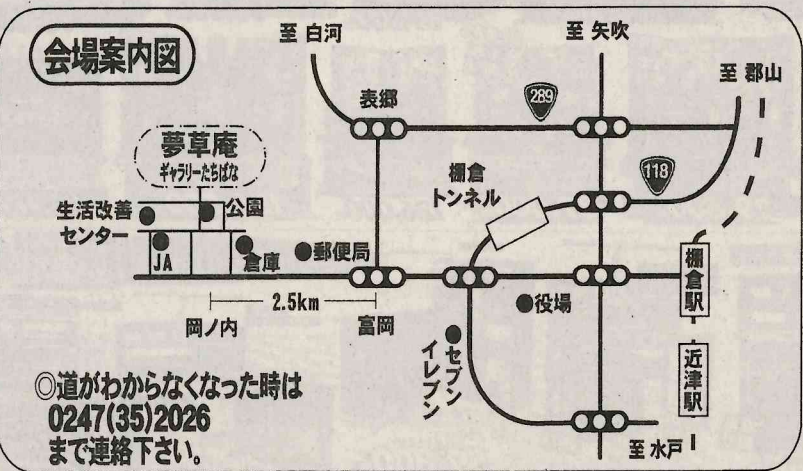 会場案内図
至 白河
至 矢吹
至 郡山
表郷
289
118
夢草庵
ギャラリーたちばな
棚倉
トンネル
生活改善
センター
公園
JA
倉庫
郵便局
棚倉駅
2.5km
役場
岡ノ内
富岡
セブン
イレブン
近津駅
◎道がわからなくなった時は
0247(35)2026
まで連絡下さい。
至 水戸